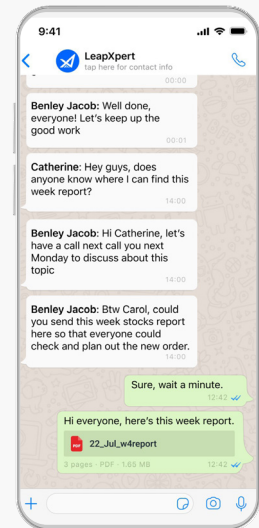 9:41
LeapXpert
tap here for contact info
00:00
Benley Jacob: Well done,
everyone! Let's keep up the
good work
00:01
Catherine: Hey guys, does
anyone know where I can find this
week report?
14:00
Benley Jacob: Hi Catherine, let's
have a call next call you next
Monday to discuss about this
topic
14:00
Benley Jacob: Btw Carol, could
you send this week stocks report
here so that everyone could
check and plan out the new order.
14:00
Sure, wait a minute.
12:42
Hi everyone, here's this week report.
PDF
22_Jul_w4report
3 pages · PDF · 1.65 MB
12:42